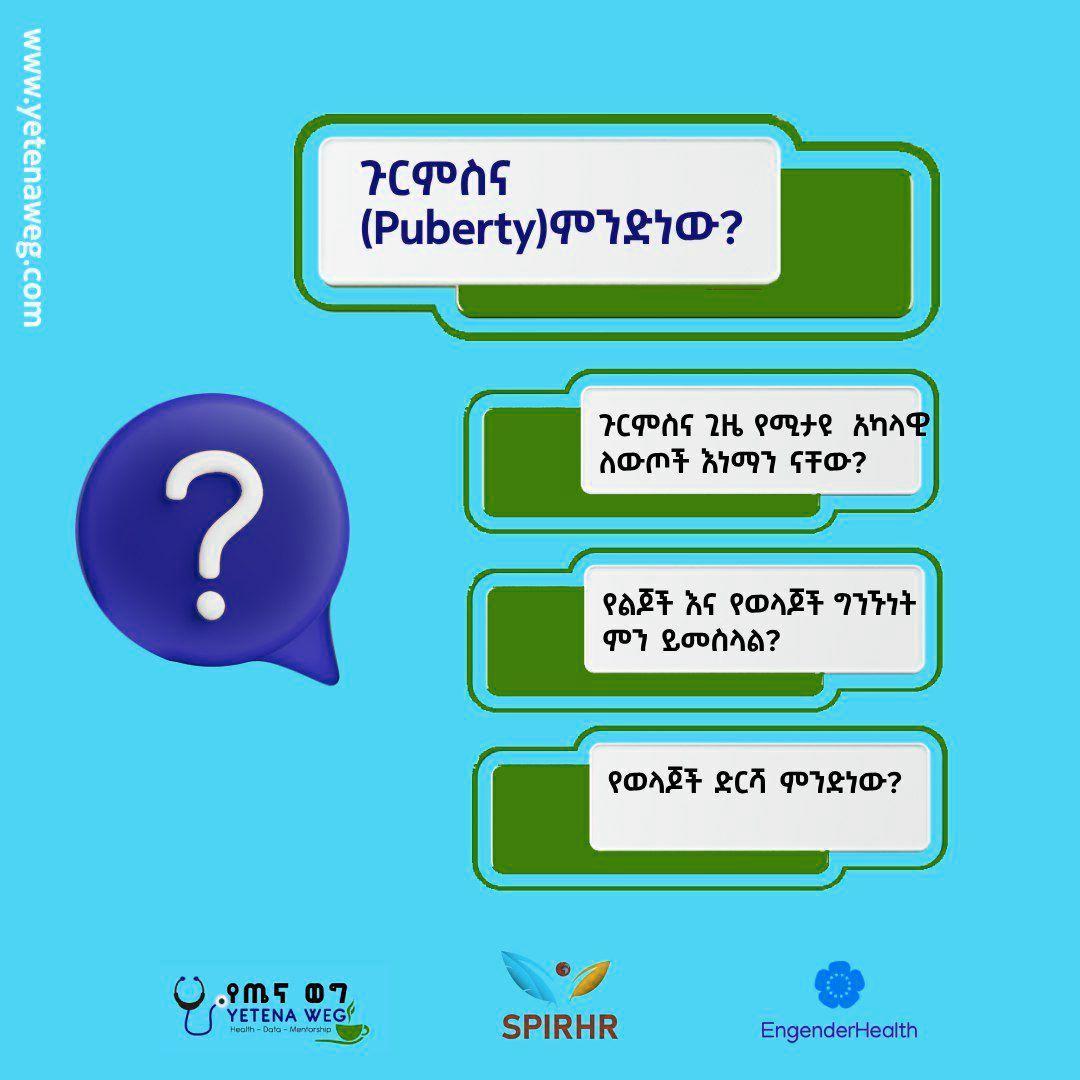 www.yetenaweg.com
ጉርምስና
(Puberty)ምንድነው?
ጉርምስና ጊዜ የሚታዩ አካላዊ
ለውጦች እነማን ናቸው?
የልጆች እና የወላጆች ግንኙነት
ምን ይመስላል?
የወላጆች ድርሻ ምንድነው?
የጤና ወግ
YETENA WEG
Health - Data - Mentorship
SPIRHR
EngenderHealth